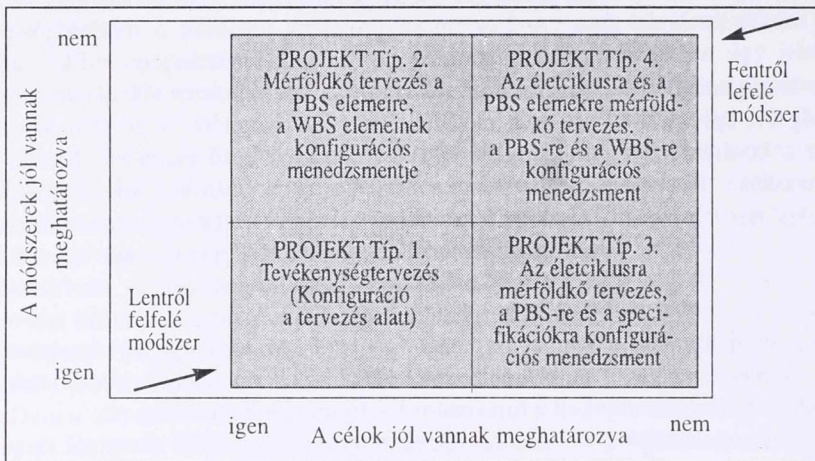 nem
A módszerek jól vannak
meghatározva
igen
PROJEKT Típ. 2.
Mérföldkő tervezés a
PBS elemeire,
a WBS elemeinek
konfigurációs
menedzsmentje
PROJEKT Típ. 4.
Az életciklusra és a
PBS elemekre mérföld-
kő tervezés.
a PBS-re és a WBS-re
konfigurációs
menedzsment
Fentről
lefelé
módszer
PROJEKT Típ. 1.
Tevékenységtervezés
(Konfiguráció
a tervezés alatt)
PROJEKT Típ. 3.
Az életciklusra
mérföldkő tervezés,
a PBS-re és a speci-
fikációkra konfigurá-
ciós menedzsment
Lentről
felfelé
módszer
igen
A célok jól vannak meghatározva
nem